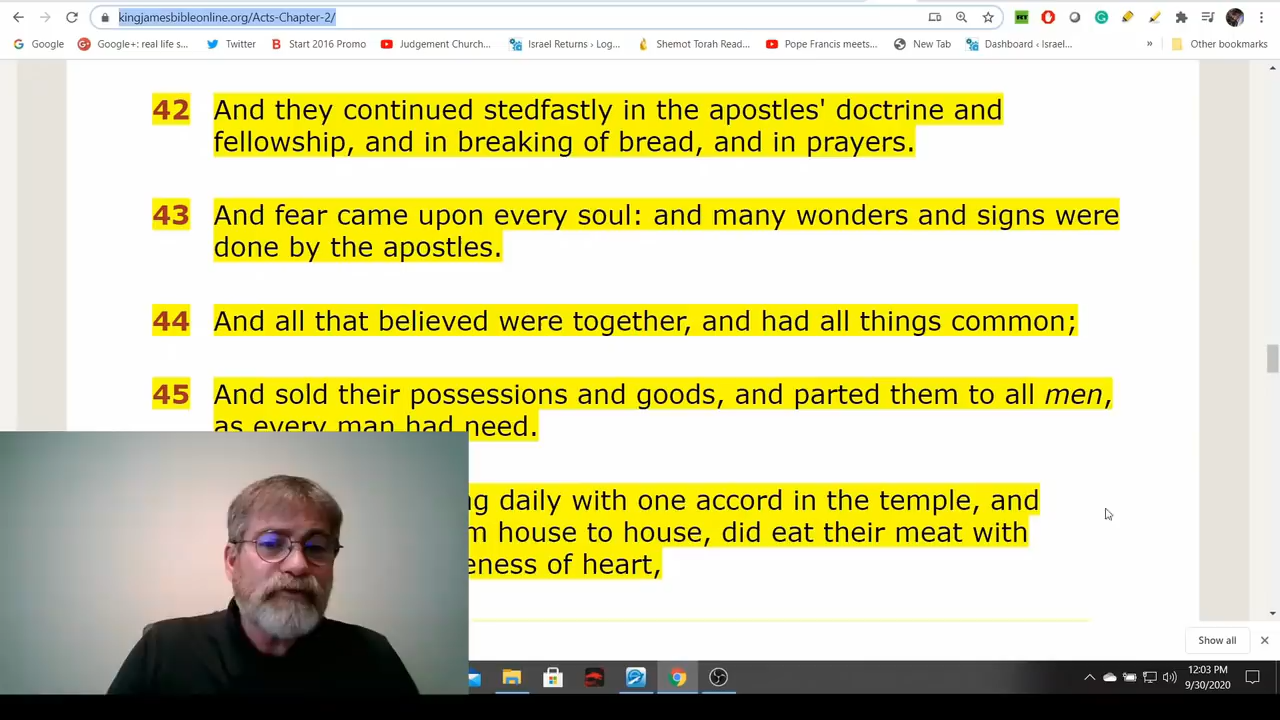 kingjamesbibleonline.org/Acts-Chapter-2/
Google
Google+: real life s...
Twitter
Start 2016 Promo
Judgement Church...
Israel Returns › Log...
Shemot Torah Read...
Pope Francis meets...
New Tab
Dashboard ‹ Israel...
»
Other bookmarks
42 And they continued stedfastly in the apostles' doctrine and
fellowship, and in breaking of bread, and in prayers.
43 And fear came upon every soul: and many wonders and signs were
done by the apostles.
44 And all that believed were together, and had all things common;
45 And sold their possessions and goods, and parted them to all men,
as every man had need.
daily with one accord in the temple, and
house to house, did eat their meat with
of heart,
Show all
12:03 PM
9/30/2020